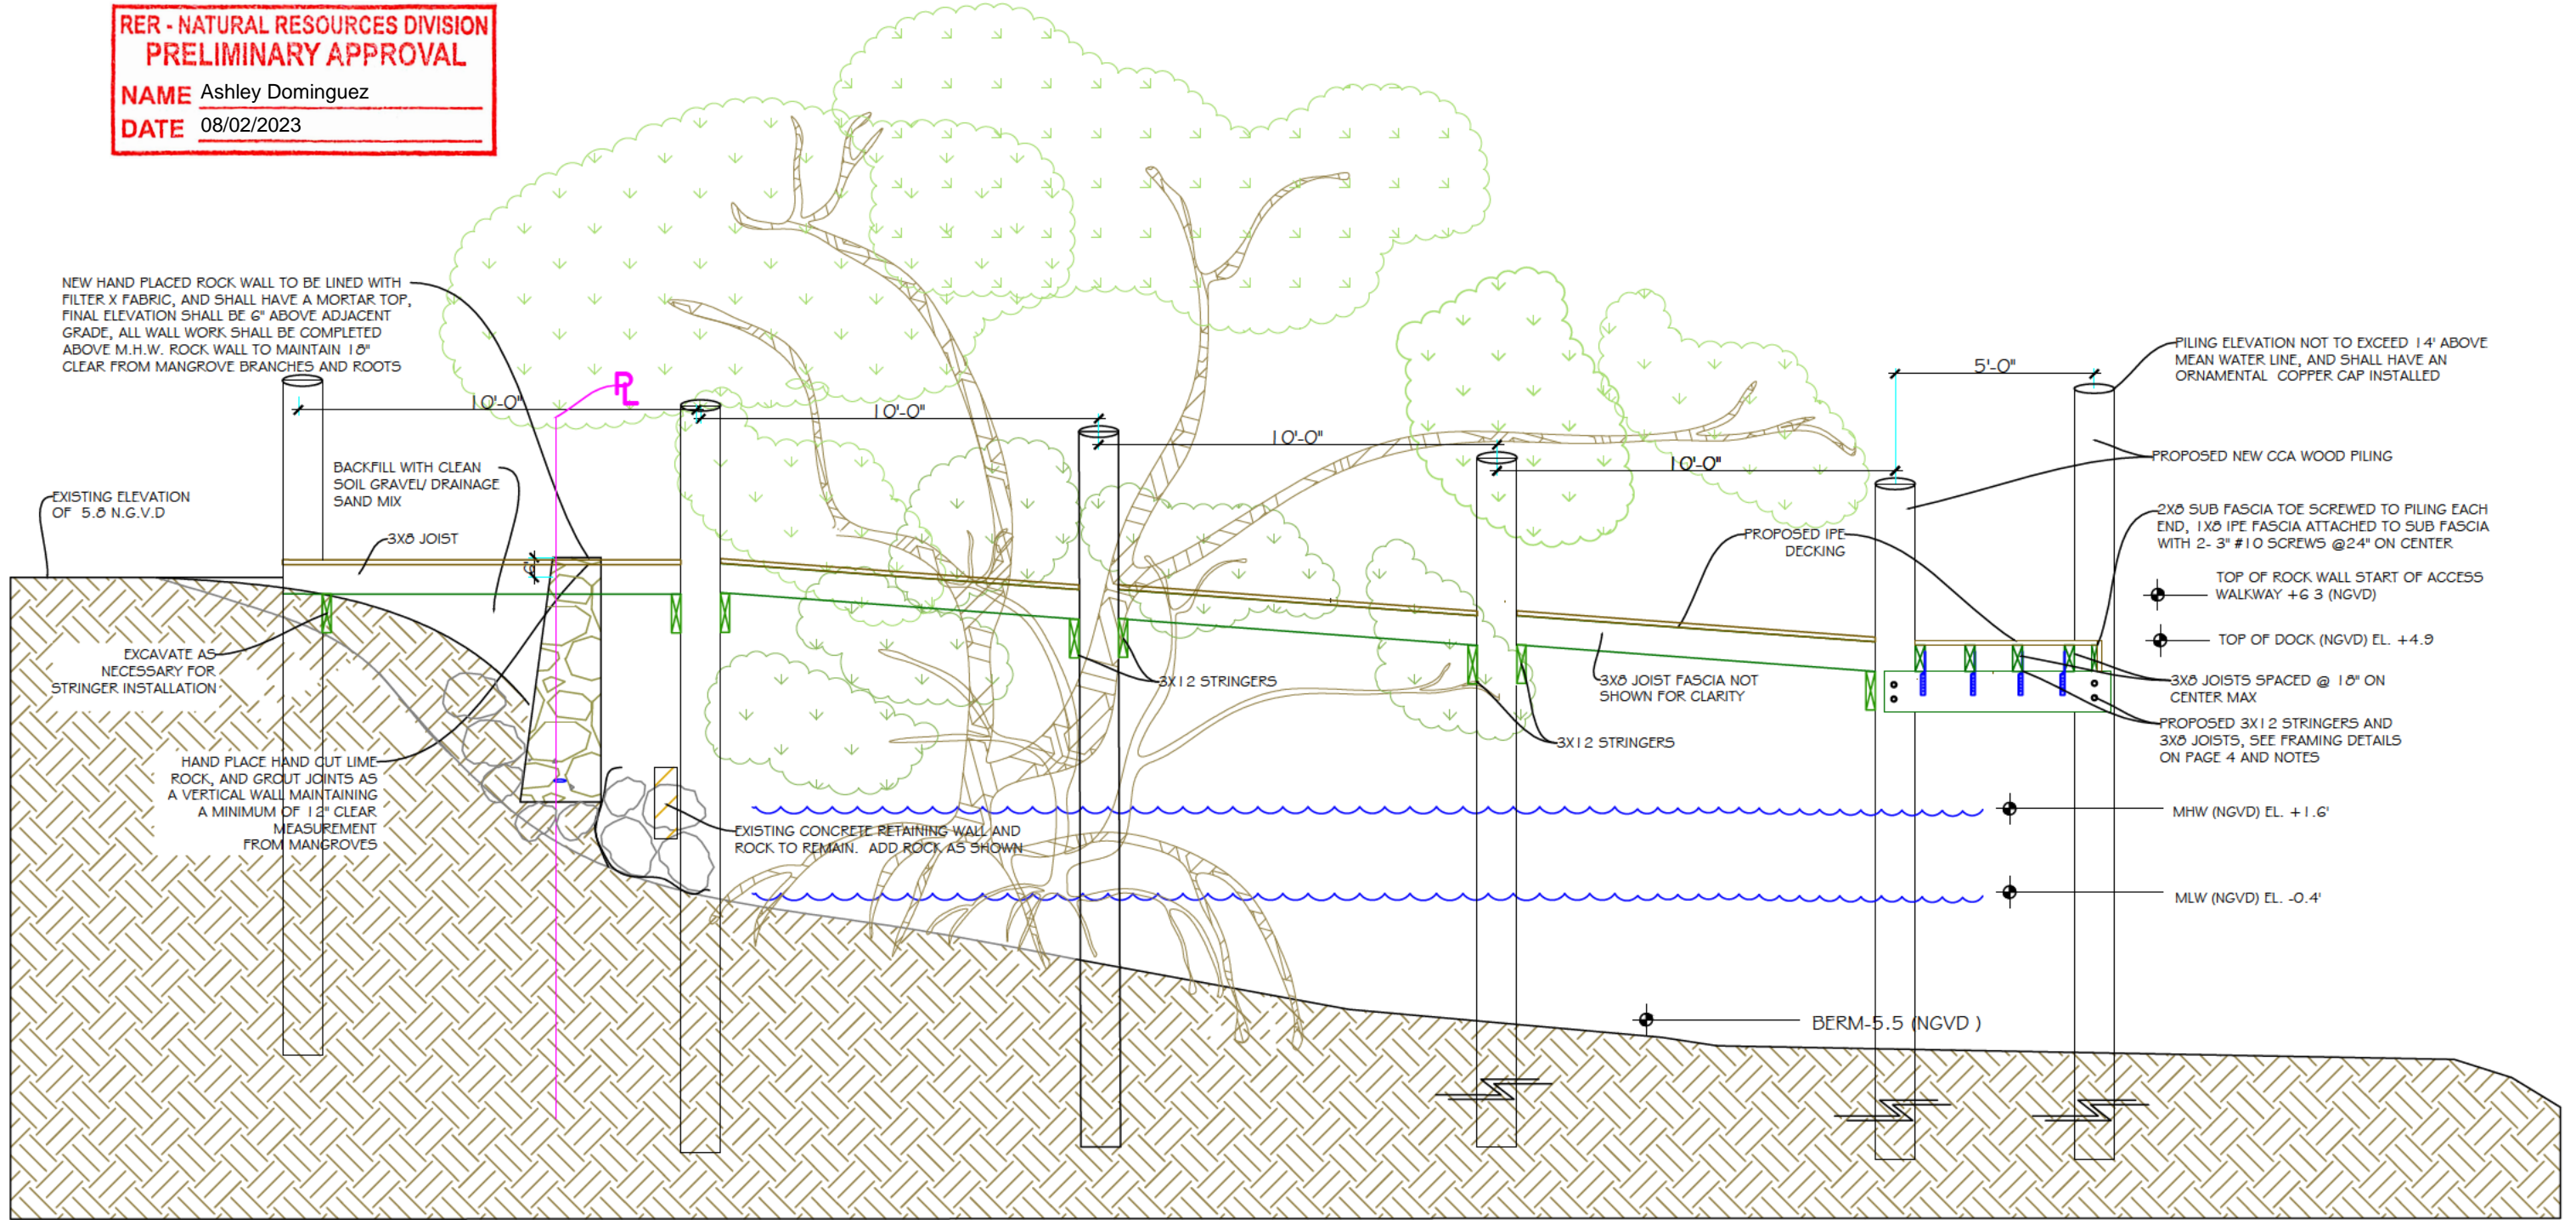 RER - NATURAL RESOURCES DIVISION
PRELIMINARY APPROVAL
NAME Ashley Dominguez
DATE 08/02/2023
NEW HAND PLACED ROCK WALL TO BE LINED WITH
FILTER X FABRIC, AND SHALL HAVE A MORTAR TOP,
FINAL ELEVATION SHALL BE 6" ABOVE ADJACENT
GRADE, ALL WALL WORK SHALL BE COMPLETED
ABOVE M.H.W. ROCK WALL TO MAINTAIN 18"
CLEAR FROM MANGROVE BRANCHES AND ROOTS
PL
10'-0"
10'-0"
10'-0"
10'-0"
5'-0"
PILING ELEVATION NOT TO EXCEED 14' ABOVE
MEAN WATER LINE, AND SHALL HAVE AN
ORNAMENTAL COPPER CAP INSTALLED
PROPOSED NEW CCA WOOD PILING
EXISTING ELEVATION
OF 5.8 N.G.V.D
BACKFILL WITH CLEAN
SOIL GRAVEL/ DRAINAGE
SAND MIX
3X8 JOIST
6"
PROPOSED IPE
DECKING
2X8 SUB FASCIA TOE SCREWED TO PILING EACH
END, 1X8 IPE FASCIA ATTACHED TO SUB FASCIA
WITH 2- 3" #10 SCREWS @24" ON CENTER
TOP OF ROCK WALL START OF ACCESS
WALKWAY +6 3 (NGVD)
TOP OF DOCK (NGVD) EL. +4.9
EXCAVATE AS
NECESSARY FOR
STRINGER INSTALLATION
3X12 STRINGERS
3X8 JOIST FASCIA NOT
SHOWN FOR CLARITY
3X12 STRINGERS
3X8 JOISTS SPACED @ 18" ON
CENTER MAX
PROPOSED 3X12 STRINGERS AND
3X8 JOISTS, SEE FRAMING DETAILS
ON PAGE 4 AND NOTES
HAND PLACE HAND CUT LIME
ROCK, AND GROUT JOINTS AS
A VERTICAL WALL MAINTAINING
A MINIMUM OF 12" CLEAR
MEASUREMENT
FROM MANGROVES
EXISTING CONCRETE RETAINING WALL AND
ROCK TO REMAIN. ADD ROCK AS SHOWN
MHW (NGVD) EL. +1.6'
MLW (NGVD) EL. -0.4'
BERM-5.5 (NGVD )